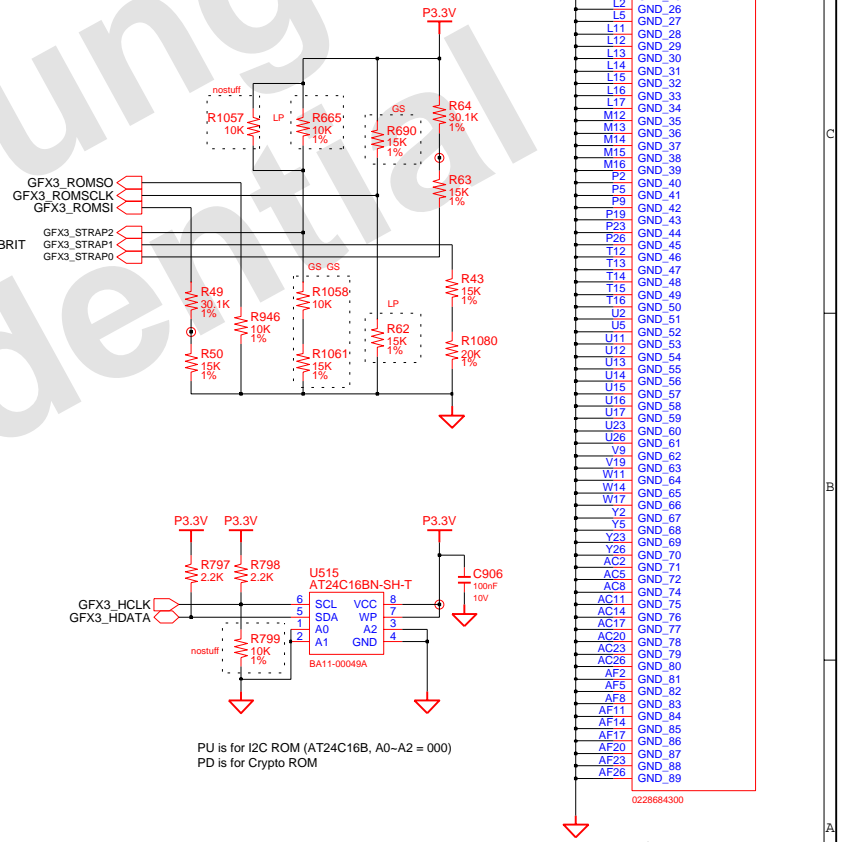 ung
dential
P3.3V
nostuff
R1057
10K
LP
R665
10K
1%
GS
R690
15K
1%
R64
30.1K
1%
R63
15K
1%
GFX3_ROMSO
GFX3_ROMSCLK
GFX3_ROMSI
GFX3_STRAP2
BRIT GFX3_STRAP1
GFX3_STRAP0
R49
30.1K
1%
R50
15K
1%
R946
10K
1%
GS GS
R1058
10K
R1061
15K
1%
LP
R62
15K
1%
R43
15K
1%
R1080
20K
1%
P3.3V P3.3V P3.3V
R797
2.2K
R798
2.2K
U515
AT24C16BN-SH-T
GFX3_HCLK
GFX3_HDATA
6 SCL VCC 8
5 SDA WP 7
1 A0 A2 3
2 A1 GND 4
BA11-00049A
C906
100nF
10V
nostuff
R799
10K
1%
PU is for I2C ROM (AT24C16B, A0~A2 = 000)
PD is for Crypto ROM
L2 GND_26
L5 GND_27
L11 GND_28
L12 GND_29
L13 GND_30
L14 GND_31
L15 GND_32
L16 GND_33
L17 GND_34
M12 GND_35
M13 GND_36
M14 GND_37
M15 GND_38
M16 GND_39
P2 GND_40
P5 GND_41
P9 GND_42
P19 GND_43
P23 GND_44
P26 GND_45
T12 GND_46
T13 GND_47
T14 GND_48
T15 GND_49
T16 GND_50
U2 GND_51
U5 GND_52
U11 GND_53
U12 GND_54
U13 GND_55
U14 GND_56
U15 GND_57
U16 GND_58
U17 GND_59
U23 GND_60
U26 GND_61
V9 GND_62
V19 GND_63
W11 GND_64
W14 GND_65
W17 GND_66
Y2 GND_67
Y5 GND_68
Y23 GND_69
Y26 GND_70
AC2 GND_71
AC5 GND_72
AC8 GND_74
AC11 GND_75
AC14 GND_76
AC17 GND_77
AC20 GND_78
AC23 GND_79
AC26 GND_80
AF2 GND_81
AF5 GND_82
AF8 GND_83
AF11 GND_84
AF14 GND_85
AF17 GND_86
AF20 GND_87
AF23 GND_88
AF26 GND_89
0228684300
C
B
A